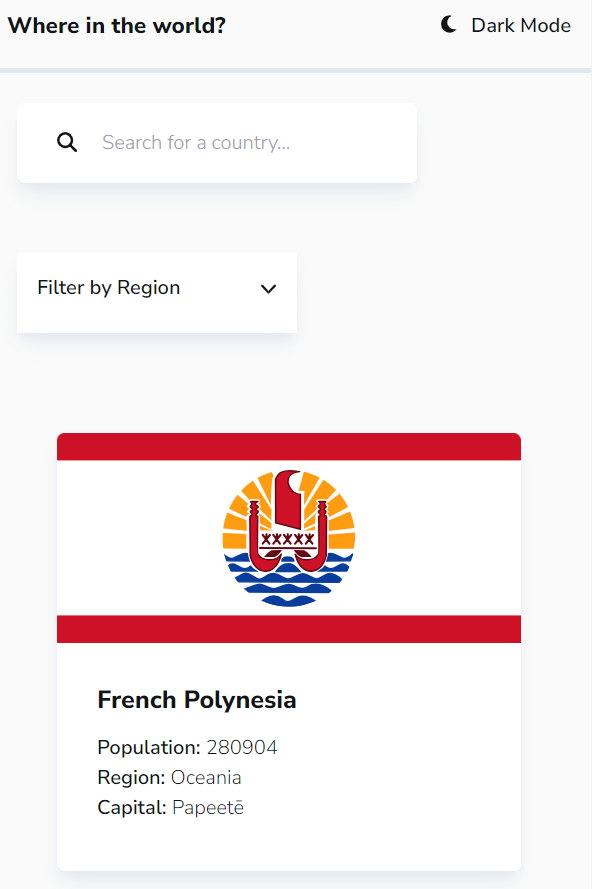 Where in the world?
Dark Mode
Search for a country...
Filter by Region
French Polynesia
Population: 280904
Region: Oceania
Capital: Papeetē